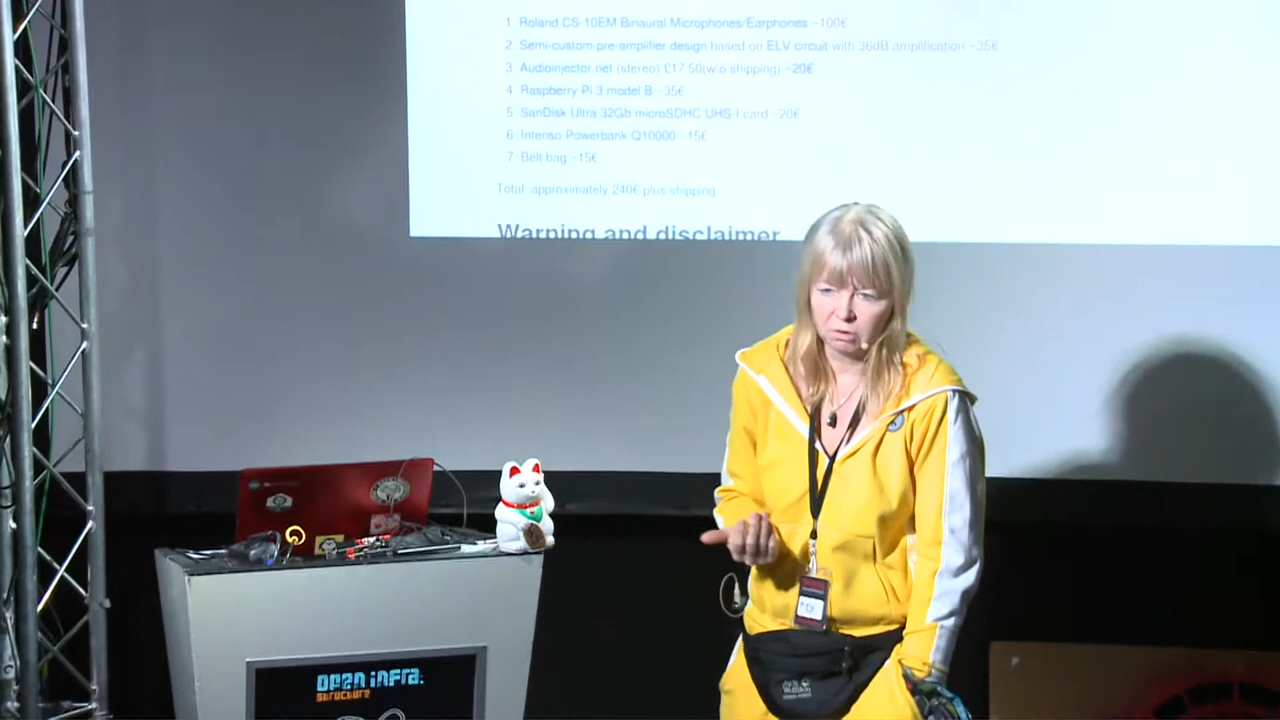 1. Roland CS-10EM Binaural Microphones/Earphones ~100€
2. Semi-custom pre-amplifier design based on ELV circuit with 36dB amplification ~35€
3. Audioinjector.net (stereo) £17.50(w/o shipping) ~20€
4. Raspberry Pi 3 model B ~35€
5. SanDisk Ultra 32Gb microSDHC UHS-I card ~20€
6. Intenso Powerbank Q10000 ~15€
7. Belt bag ~15€
Total: approximately 240€ plus shipping
Warning and disclaimer
OPEN INFRA:
STRUCTURE
Jack
Wolfskin